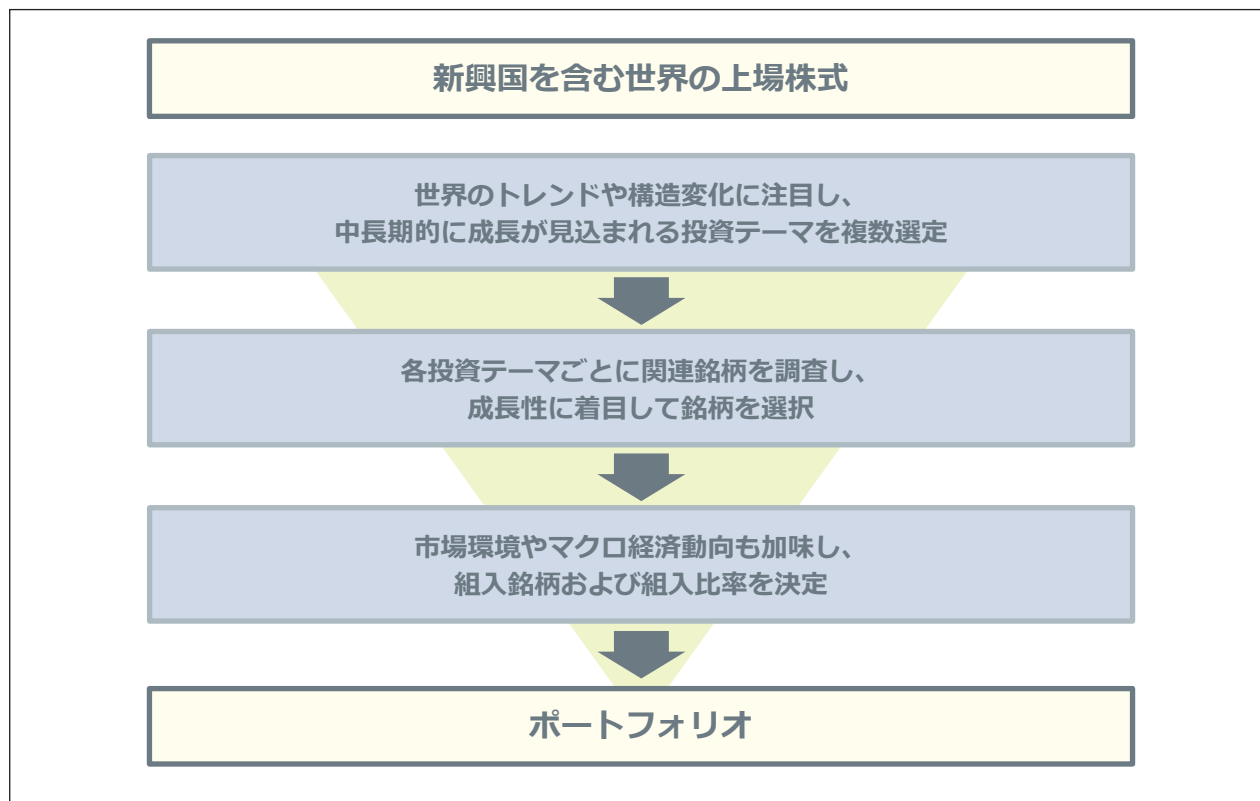 新興国を含む世界の上場株式
世界のトレンドや構造変化に注目し、
中長期的に成長が見込まれる投資テーマを複数選定
各投資テーマごとに関連銘柄を調査し、
成長性に着目して銘柄を選択
市場環境やマクロ経済動向も加味し、
組入銘柄および組入比率を決定
ポートフォリオ